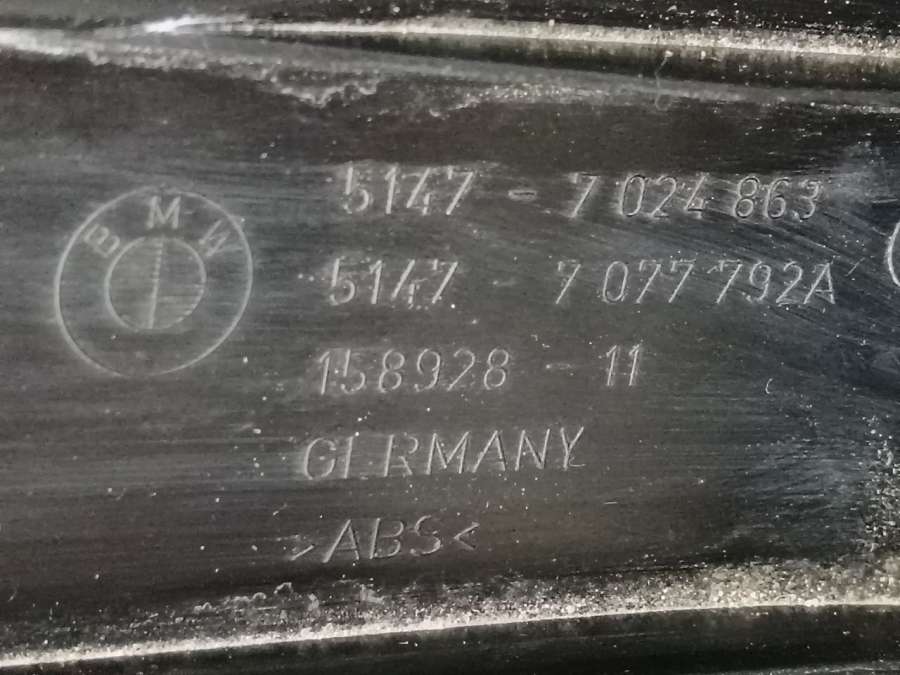 BMW
5147 - 7 024 863
5147 - 7 077 792A
158928 - 11
GERMANY
>ABS<